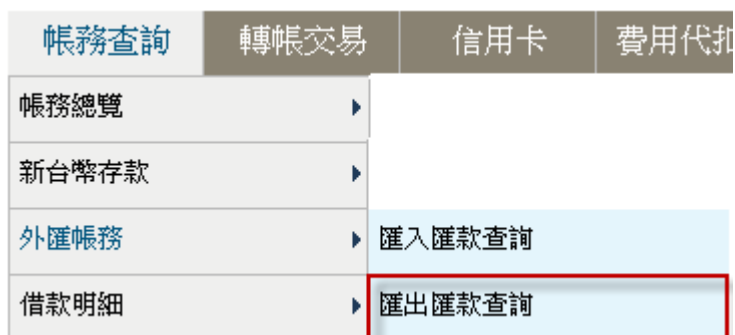 帳務查詢 轉帳交易 信用卡 費用代扣
帳務總覽
新台幣存款
外匯帳務 匯入匯款查詢
借款明細 匯出匯款查詢